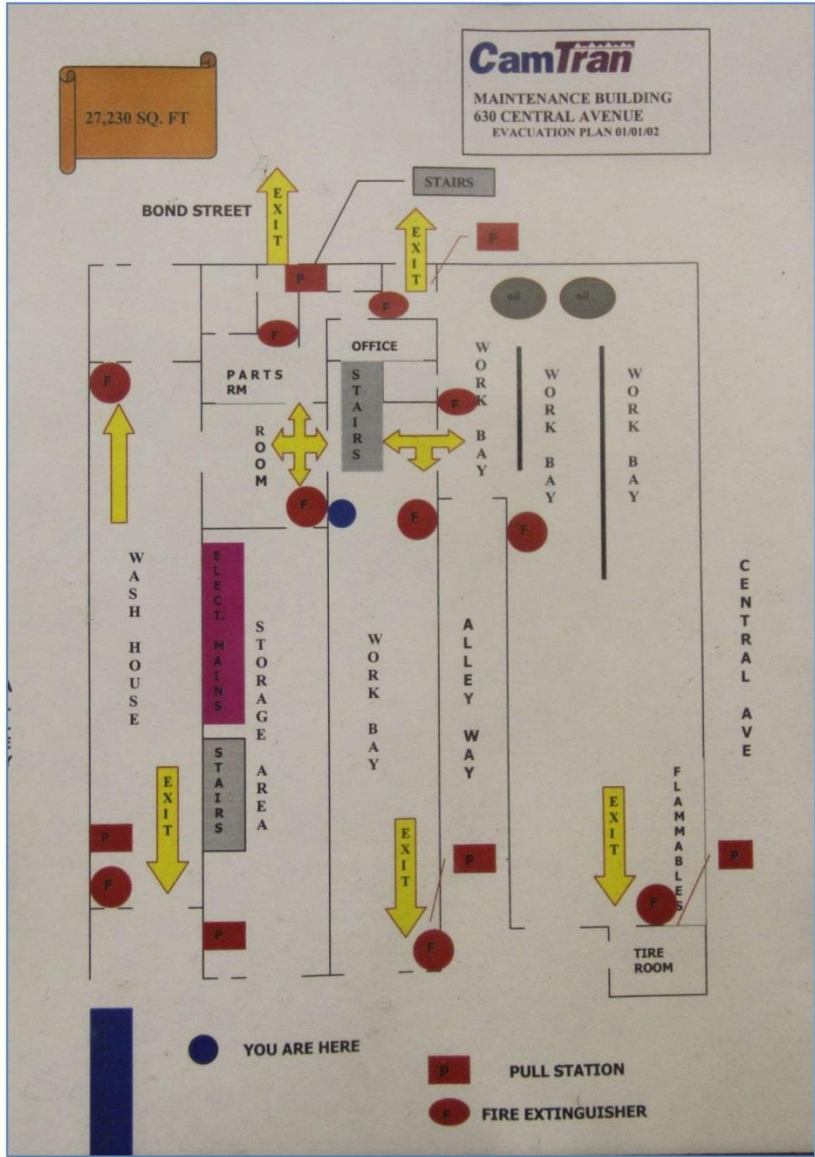 27,230 SQ. FT
CamTran
MAINTENANCE BUILDING
630 CENTRAL AVENUE
EVACUATION PLAN 01/01/02
STAIRS
BOND STREET
EXIT
EXIT
P
P
oil
oil
F
F
OFFICE
PARTS
RM
F
STAIRS
F
WORK BAY
WORK BAY
WORK BAY
ROOM
F
F
F
WASH HOUSE
ELECT. MAINS
STORAGE AREA
WORK BAY
ALLEY WAY
CENTRAL AVE
STAIRS
EXIT
EXIT
EXIT
FLAMMABLES
P
P
P
F
F
P
F
TIRE
ROOM
YOU ARE HERE
P
PULL STATION
F
FIRE EXTINGUISHER